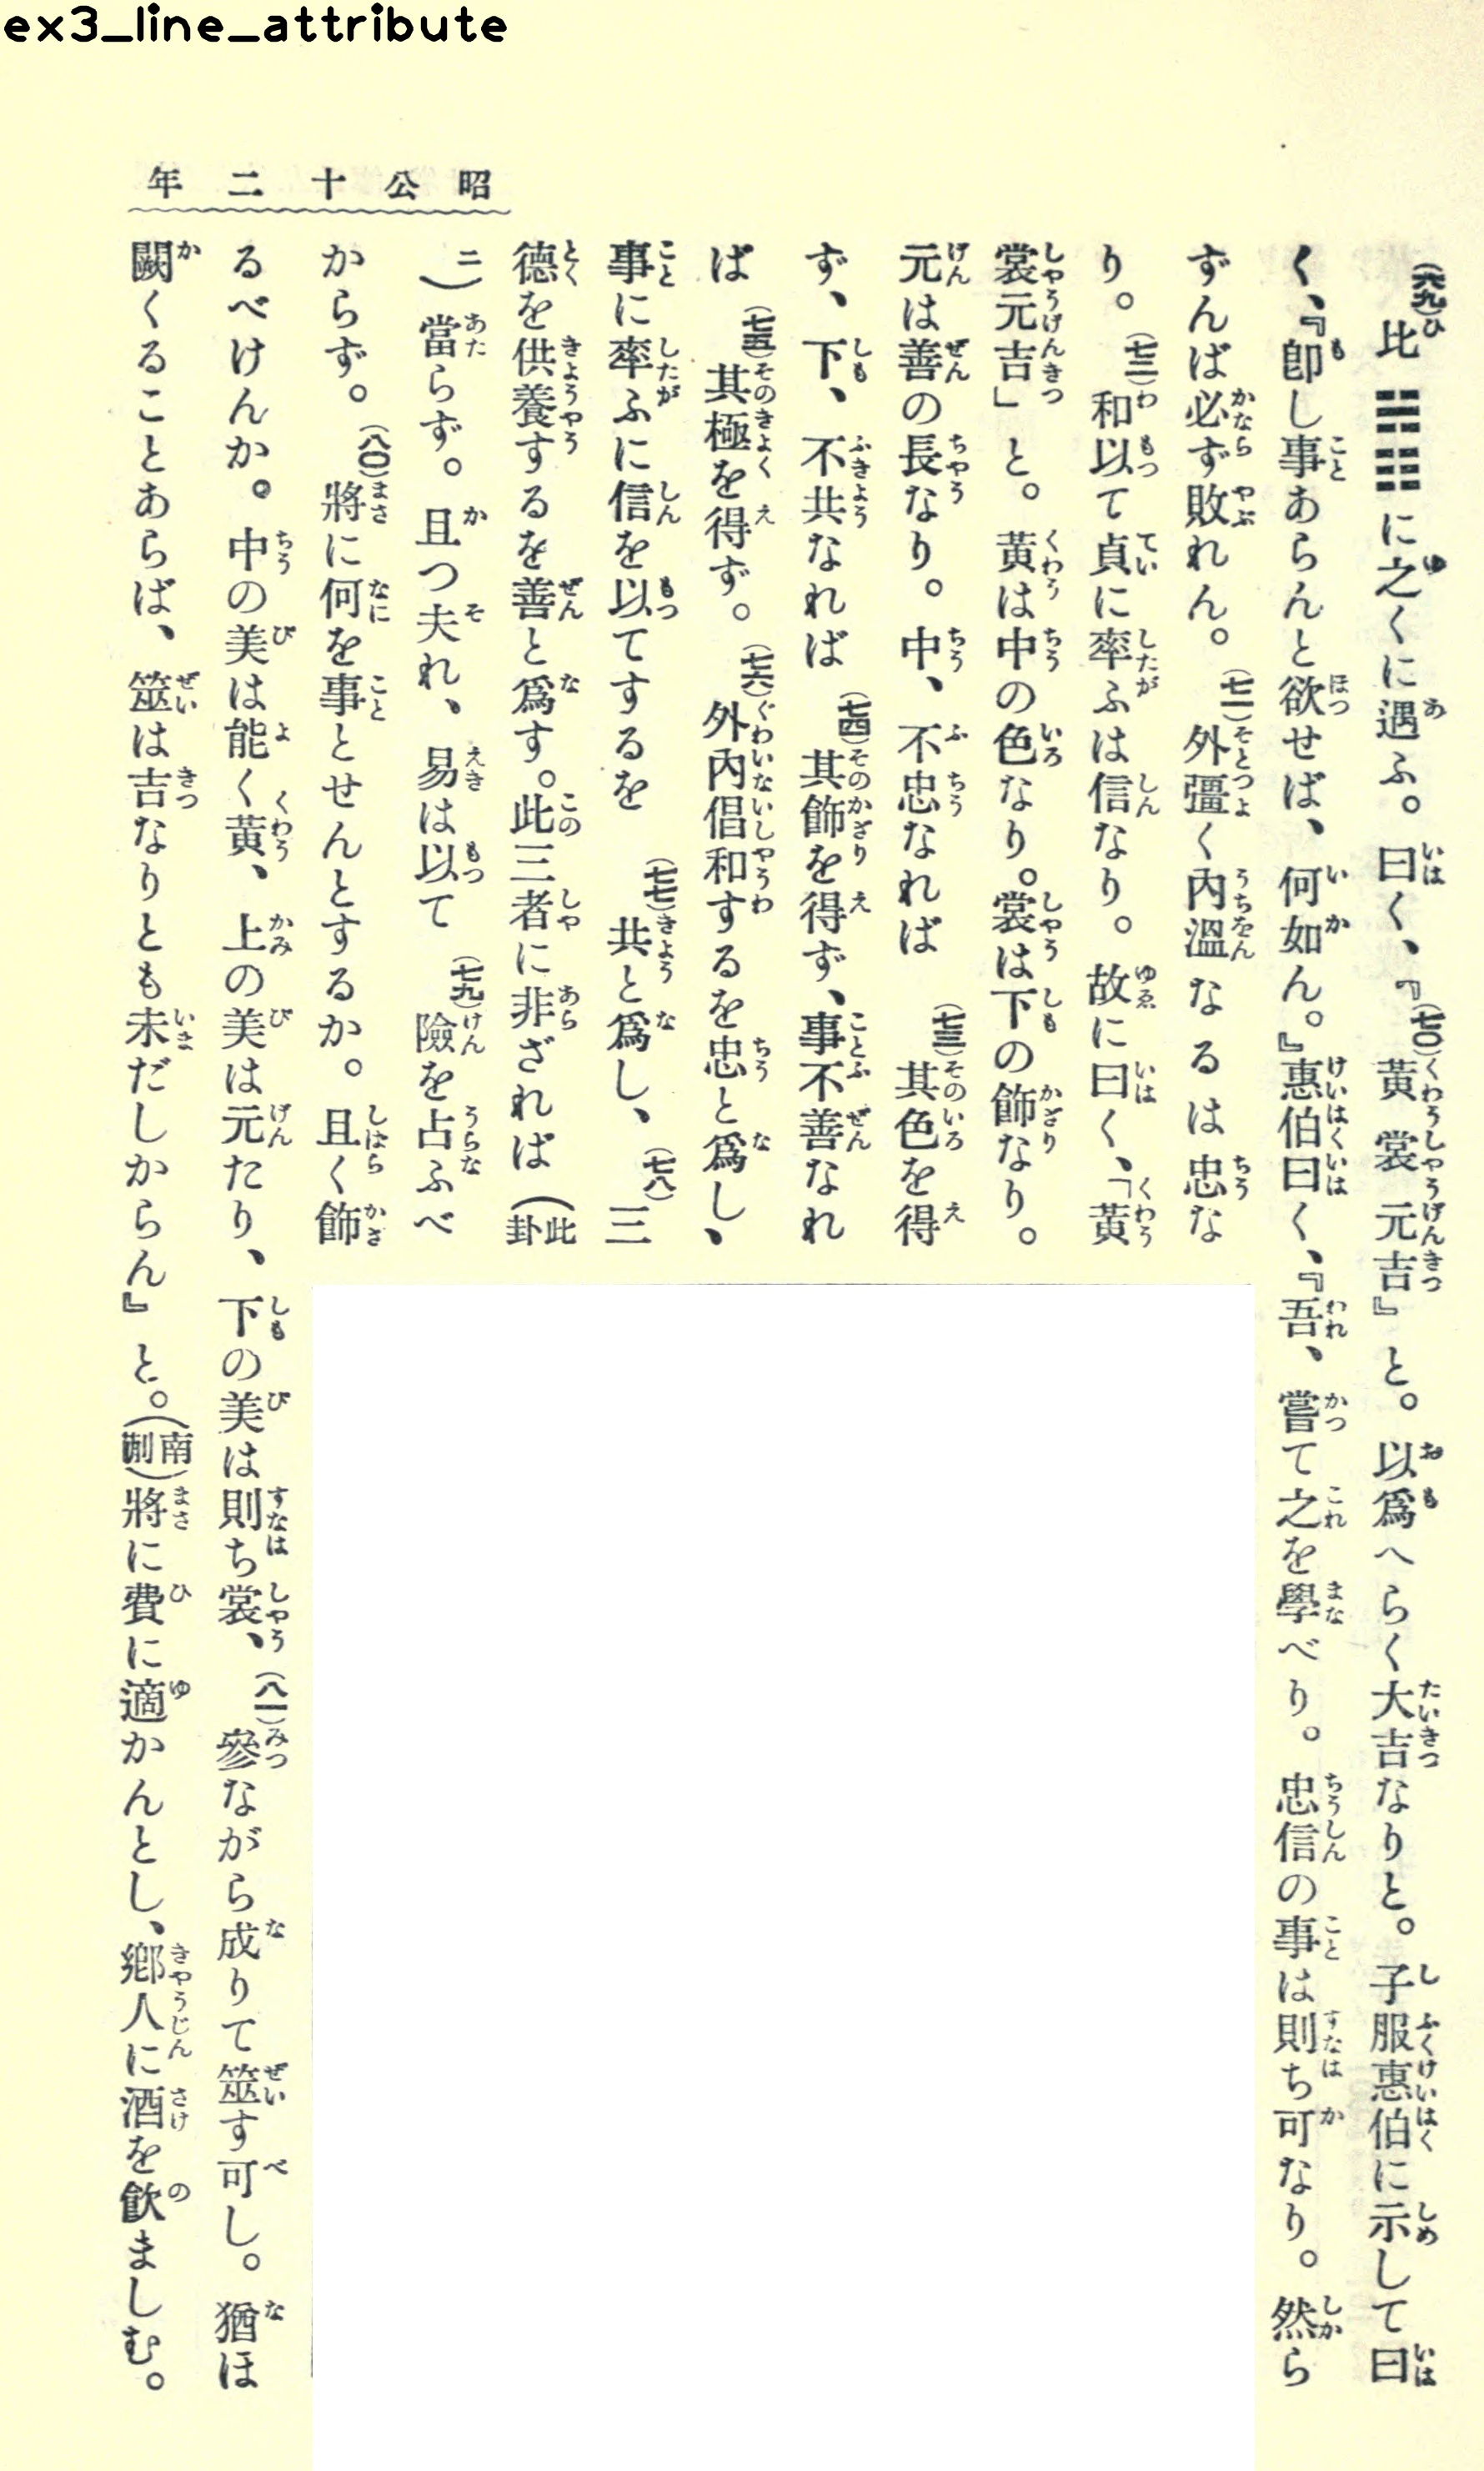 ex3_line_attribute
昭公十二年
(六九)比䷇に之くに遇ふ。曰く、『(七〇)黃裳元吉』と。以爲へらく大吉なりと。子服惠伯に示して曰
く、『卽し事あらんと欲せば、何如ん。』惠伯曰く、『吾、嘗て之を學べり。忠信の事は則ち可なり。然ら
ずんば必ず敗れん。(七一)外彊く內溫なるは忠な
り。(七二)和以て貞に率ふは信なり。故に曰く、「黃
裳元吉」と。黃は中の色なり。裳は下の飾なり。
元は善の長なり。中、不忠なれば(七三)其色を得
ず、下、不共なれば(七四)其飾を得ず、事不善なれ
ば(七五)其極を得ず。(七六)外內倡和するを忠と爲し、
事に率ふに信を以てするを(七七)共と爲し、(七八)三
德を供養するを善と爲す。此三者に非ざれば(此卦
ニ)當らず。且つ夫れ、易は以て(七九)險を占ふべ
からず。(八〇)將に何を事とせんとするか。且く飾
るべけんか。中の美は能く黃、上の美は元たり、下の美は則ち裳、(八一)參ながら成りて筮す可し。猶ほ
闕くることあらば、筮は吉なりとも未だしからん』と。(南蒯)將に費に適かんとし、鄕人に酒を飮ましむ。